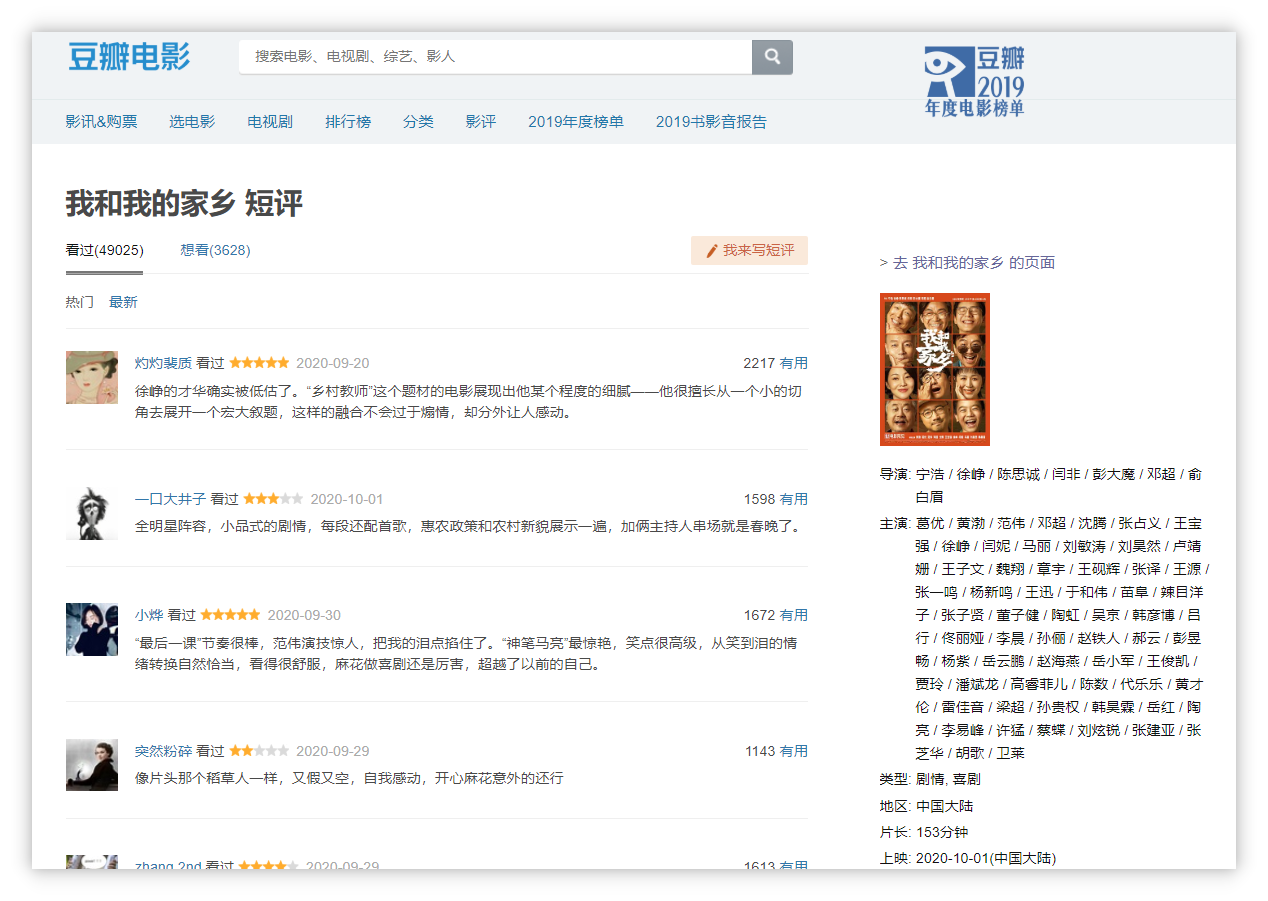 豆瓣电影
搜索电影、电视剧、综艺、影人
豆瓣
2019
年度电影榜单
影讯&购票 选电影 电视剧 排行榜 分类 影评 2019年度榜单 2019书影音报告
我和我的家乡 短评
看过(49025) 想看(3628) 我来写短评
热门 最新
灼灼裴质 看过 2020-09-20 2217 有用
徐峥的才华确实被低估了。“乡村教师”这个题材的电影展现出他某个程度的细腻——他很擅长从一个小的切
角去展开一个宏大叙题，这样的融合不会过于煽情，却分外让人感动。
一口大井子 看过 2020-10-01 1598 有用
全明星阵容，小品式的剧情，每段还配首歌，惠农政策和农村新貌展示一遍，加俩主持人串场就是春晚了。
小烨 看过 2020-09-30 1672 有用
“最后一课”节奏很棒，范伟演技惊人，把我的泪点掐住了。“神笔马亮”最惊艳，笑点很高级，从笑到泪的情
绪转换自然恰当，看得很舒服，麻花做喜剧还是厉害，超越了以前的自己。
突然粉碎 看过 2020-09-29 1143 有用
像片头那个稻草人一样，又假又空，自我感动，开心麻花意外的还行
zhang 2nd 看过 2020-09-29 1613 有用
> 去 我和我的家乡 的页面
我和我的
家乡
导演: 宁浩 / 徐峥 / 陈思诚 / 闫非 / 彭大魔 / 邓超 / 俞
白眉
主演: 葛优 / 黄渤 / 范伟 / 邓超 / 沈腾 / 张占义 / 王宝
强 / 徐峥 / 闫妮 / 马丽 / 刘敏涛 / 刘昊然 / 卢靖
姗 / 王子文 / 魏翔 / 章宇 / 王砚辉 / 张译 / 王源 /
张一鸣 / 杨新鸣 / 王迅 / 于和伟 / 苗阜 / 辣目洋
子 / 张子贤 / 董子健 / 陶虹 / 吴京 / 韩彦博 / 吕
行 / 佟丽娅 / 李晨 / 孙俪 / 赵铁人 / 郝云 / 彭昱
畅 / 杨紫 / 岳云鹏 / 赵海燕 / 岳小军 / 王俊凯 /
贾玲 / 潘斌龙 / 高睿菲儿 / 陈数 / 代乐乐 / 黄才
伦 / 雷佳音 / 梁超 / 孙贵权 / 韩昊霖 / 岳红 / 陶
亮 / 李易峰 / 许猛 / 蔡蝶 / 刘炫锐 / 张建亚 / 张
芝华 / 胡歌 / 卫莱
类型: 剧情, 喜剧
地区: 中国大陆
片长: 153分钟
上映: 2020-10-01(中国大陆)